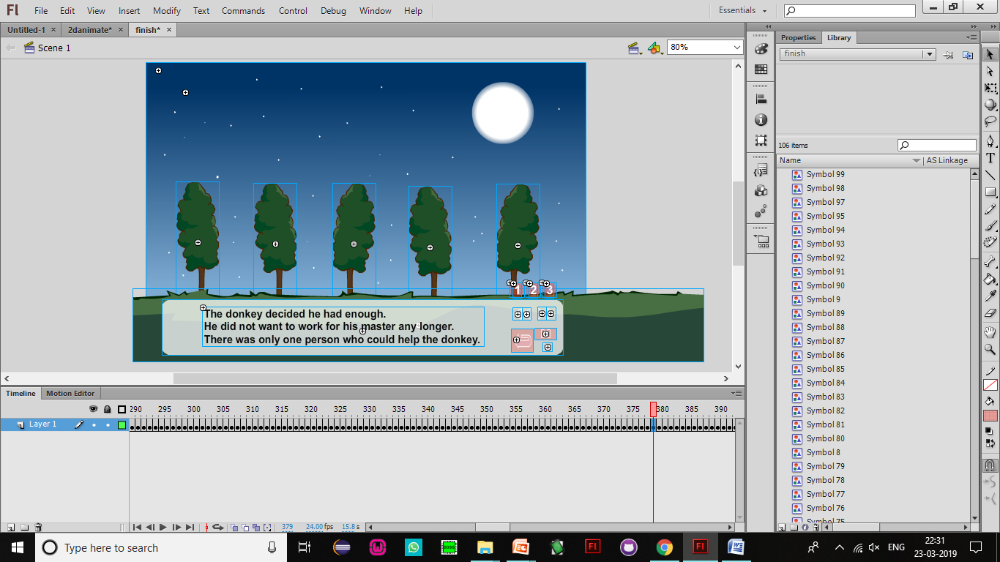 Fl File Edit View Insert Modify Text Commands Control Debug Window Help Essentials
Untitled-1 × 2danimate* × finish* ×
Scene 1 80%
Properties Library
finish
106 items
Name AS Linkage
Symbol 99
Symbol 98
Symbol 97
Symbol 95
Symbol 94
Symbol 93
Symbol 92
Symbol 91
Symbol 90
Symbol 9
Symbol 89
Symbol 88
Symbol 87
Symbol 86
Symbol 85
Symbol 84
Symbol 83
Symbol 82
Symbol 81
Symbol 80
Symbol 8
Symbol 79
Symbol 78
Symbol 77
Symbol 76
Symbol 75
1 2 3
The donkey decided he had enough.
He did not want to work for his master any longer.
There was only one person who could help the donkey.
Timeline Motion Editor
290 295 300 305 310 315 320 325 330 335 340 345 350 355 360 365 370 375 380 385 390
Layer 1
379 24.00 fps 15.8 s
Type here to search
8085
Fl
Fl
ENG
22:31
23-03-2019